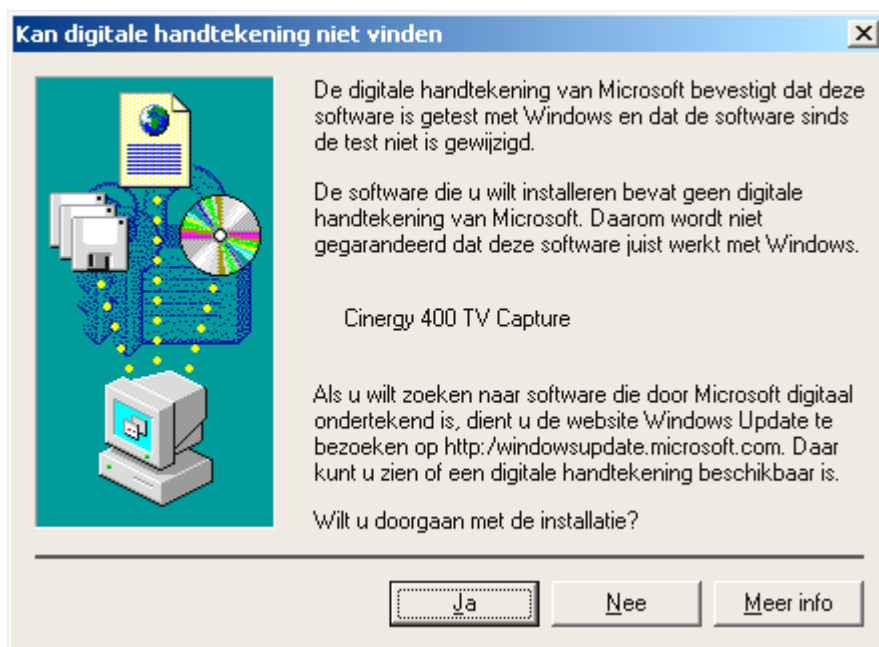 Kan digitale handtekening niet vinden
De digitale handtekening van Microsoft bevestigt dat deze
software is getest met Windows en dat de software sinds
de test niet is gewijzigd.
De software die u wilt installeren bevat geen digitale
handtekening van Microsoft. Daarom wordt niet
gegarandeerd dat deze software juist werkt met Windows.
Cinergy 400 TV Capture
Als u wilt zoeken naar software die door Microsoft digitaal
ondertekend is, dient u de website Windows Update te
bezoeken op http:/windowsupdate.microsoft.com. Daar
kunt u zien of een digitale handtekening beschikbaar is.
Wilt u doorgaan met de installatie?
Ja Nee Meer info